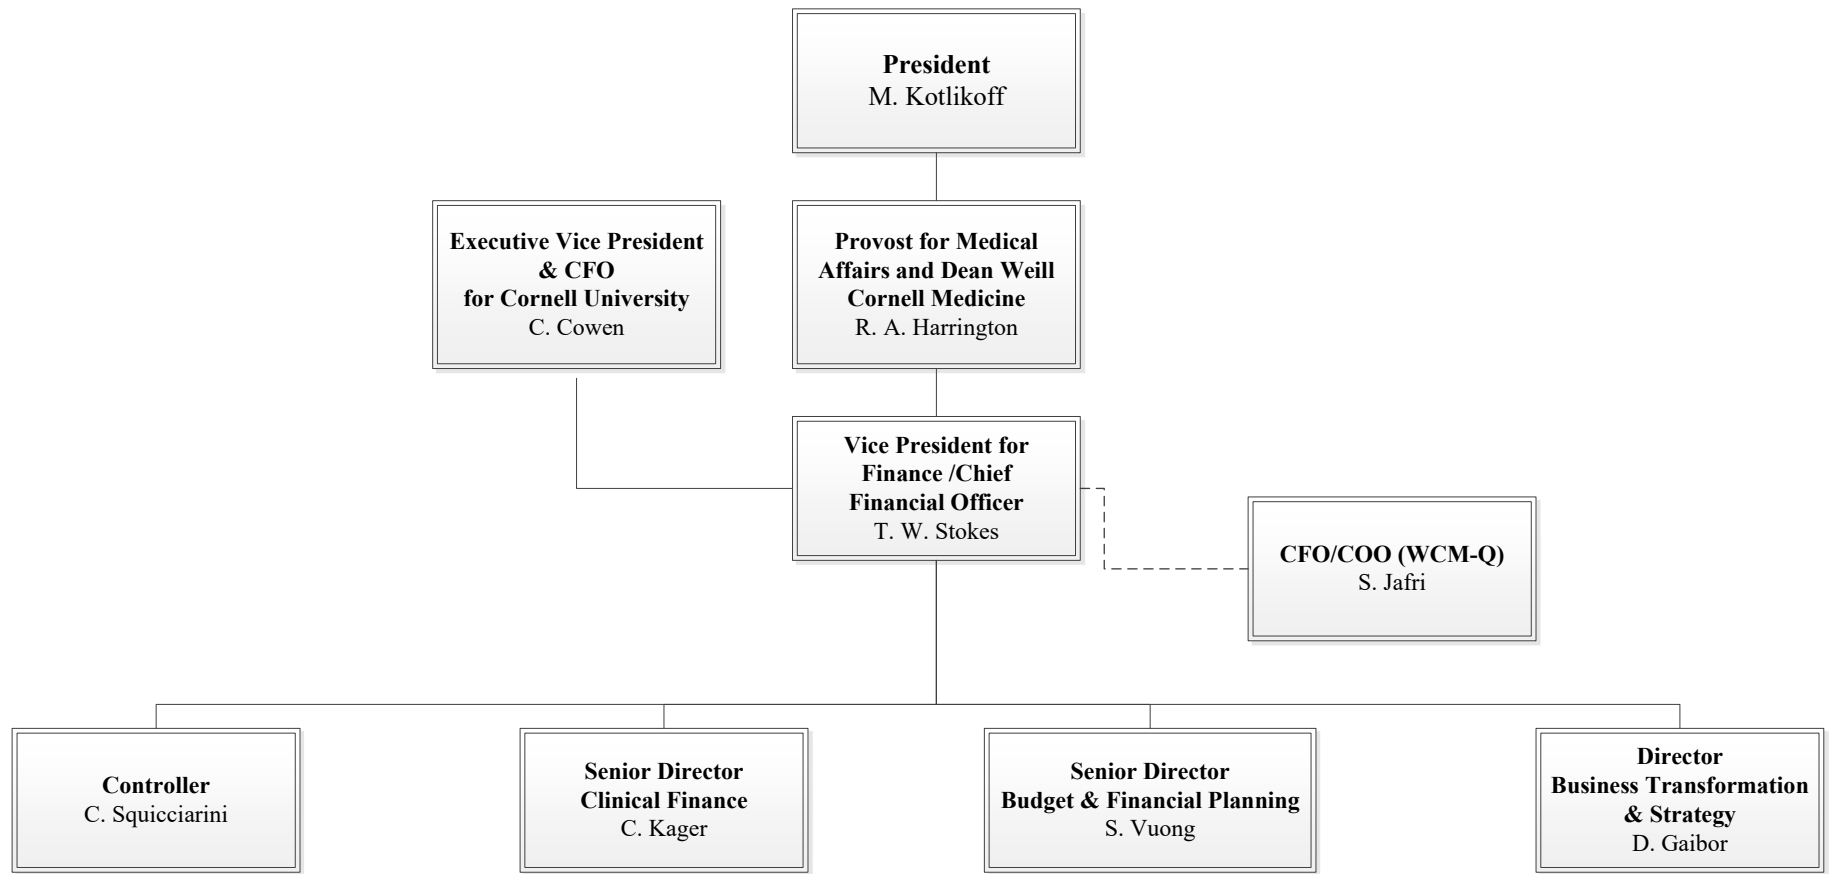 President
M. Kotlikoff
Executive Vice President
& CFO
for Cornell University
C. Cowen
Provost for Medical
Affairs and Dean Weill
Cornell Medicine
R. A. Harrington
Vice President for
Finance /Chief
Financial Officer
T. W. Stokes
CFO/COO (WCM-Q)
S. Jafri
Controller
C. Squicciarini
Senior Director
Clinical Finance
C. Kager
Senior Director
Budget & Financial Planning
S. Vuong
Director
Business Transformation
& Strategy
D. Gaibor